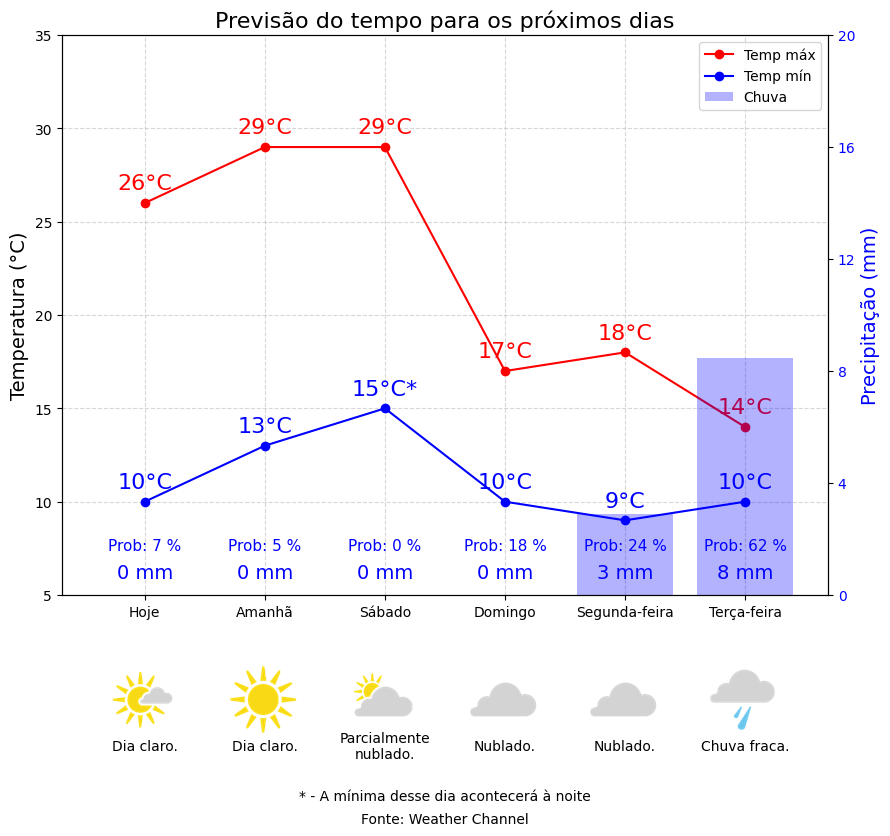 Previsão do tempo para os próximos dias
35
30
25
20
15
10
5
Temperatura (°C)
20
16
12
8
4
0
Precipitação (mm)
Temp máx
Temp mín
Chuva
26°C
29°C
29°C
17°C
18°C
14°C
10°C
13°C
15°C*
10°C
9°C
10°C
Prob: 7 %
Prob: 5 %
Prob: 0 %
Prob: 18 %
Prob: 24 %
Prob: 62 %
0 mm
0 mm
0 mm
0 mm
3 mm
8 mm
Hoje
Amanhã
Sábado
Domingo
Segunda-feira
Terça-feira
Dia claro.
Dia claro.
Parcialmente
nublado.
Nublado.
Nublado.
Chuva fraca.
* - A mínima desse dia acontecerá à noite
Fonte: Weather Channel